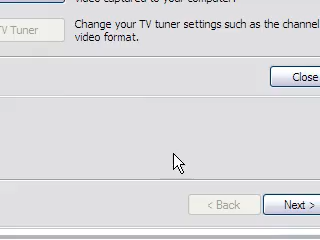 video captured to your computer.
TV Tuner
Change your TV tuner settings such as the channel
video format.
Close
< Back
Next >